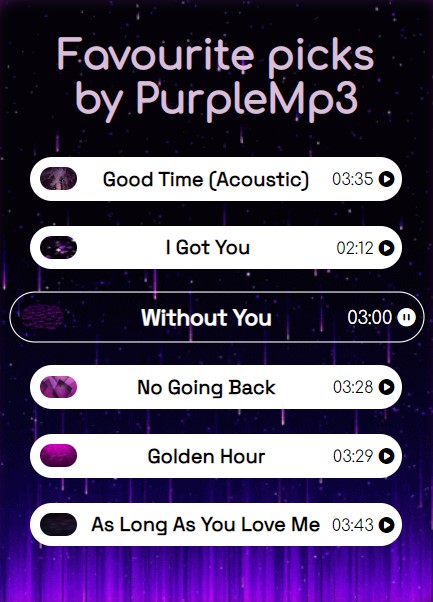 Favourite picks
by PurpleMp3
Good Time (Acoustic) 03:35
I Got You 02:12
Without You 03:00
No Going Back 03:28
Golden Hour 03:29
As Long As You Love Me 03:43